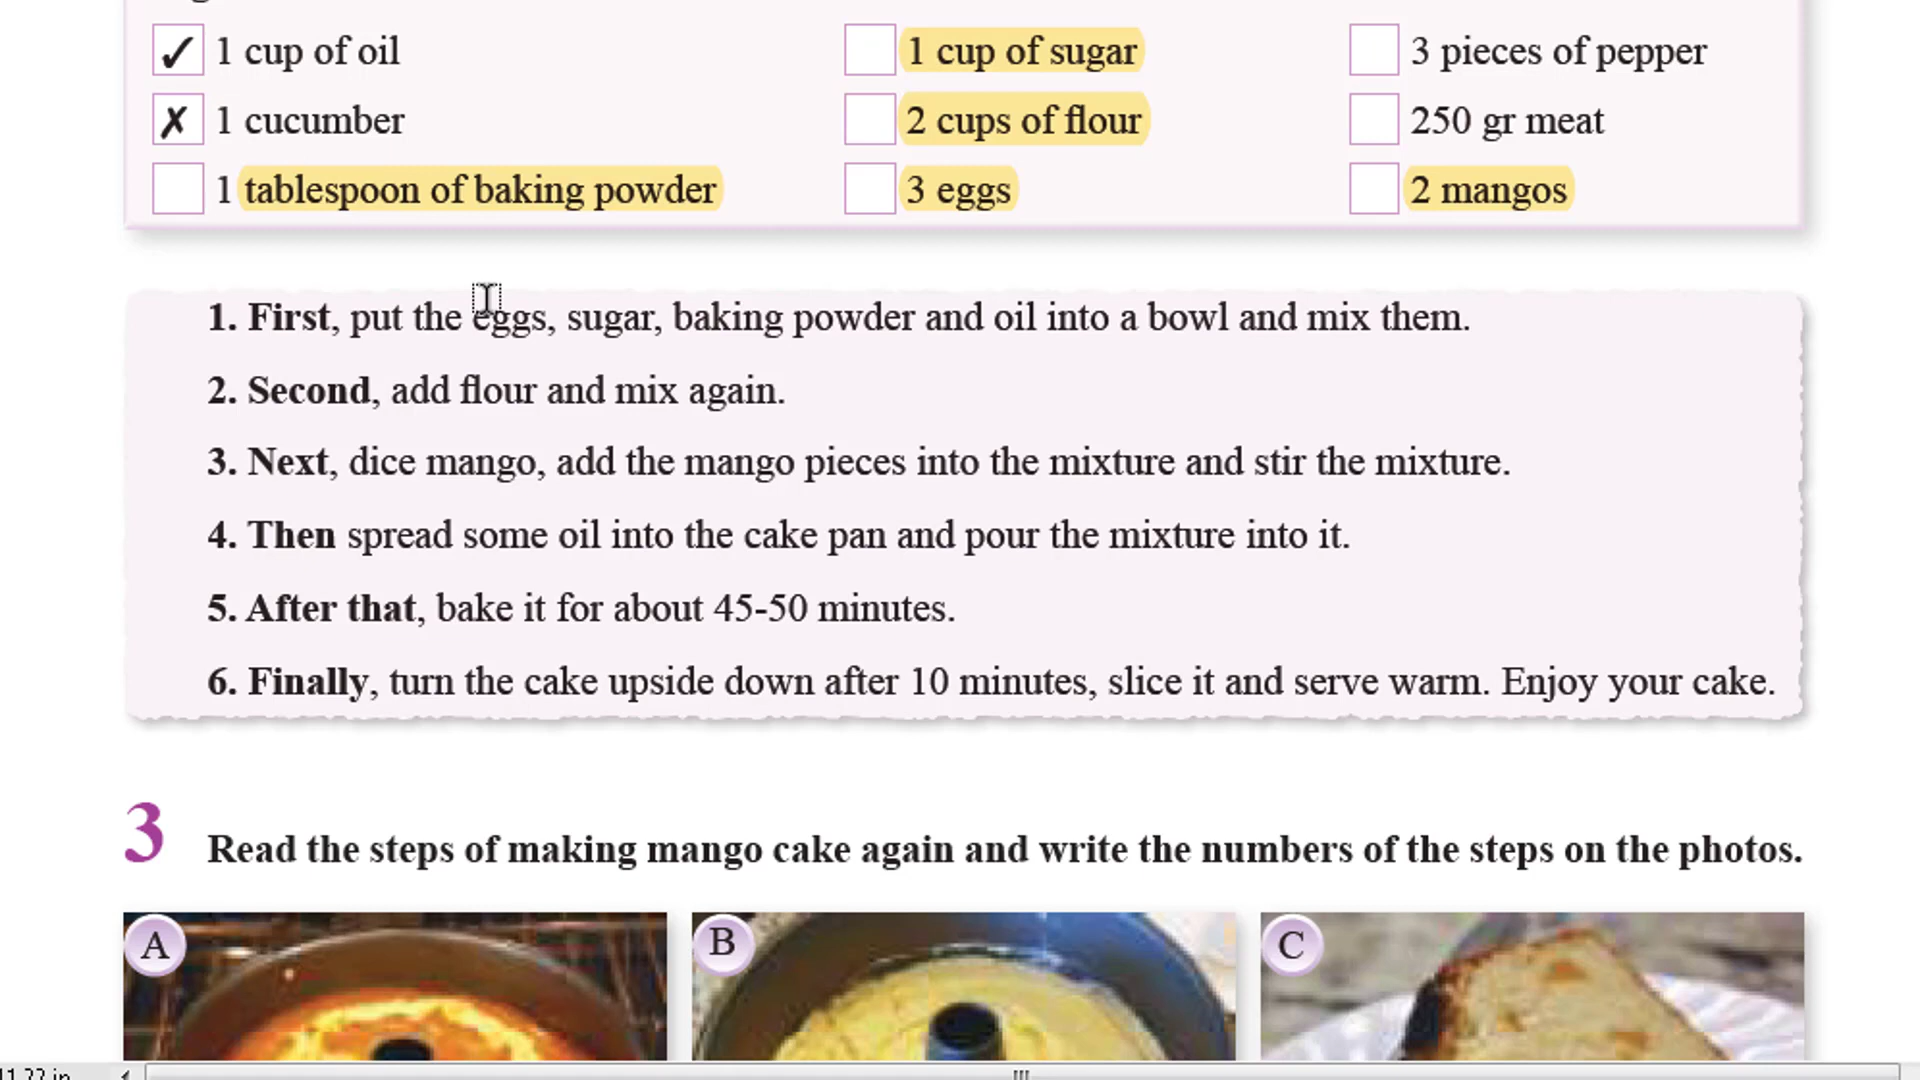 ✓ 1 cup of oil 1 cup of sugar 3 pieces of pepper
✗ 1 cucumber 2 cups of flour 250 gr meat
1 tablespoon of baking powder 3 eggs 2 mangos
1. First, put the eggs, sugar, baking powder and oil into a bowl and mix them.
2. Second, add flour and mix again.
3. Next, dice mango, add the mango pieces into the mixture and stir the mixture.
4. Then spread some oil into the cake pan and pour the mixture into it.
5. After that, bake it for about 45-50 minutes.
6. Finally, turn the cake upside down after 10 minutes, slice it and serve warm. Enjoy your cake.
3 Read the steps of making mango cake again and write the numbers of the steps on the photos.
A B C